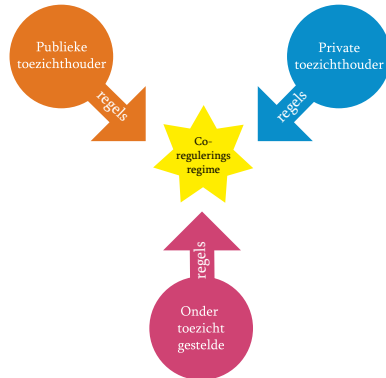 Publieke
toezichthouder
regels
Private
toezichthouder
regels
Co-
regulerings
regime
regels
Onder
toezicht
gestelde